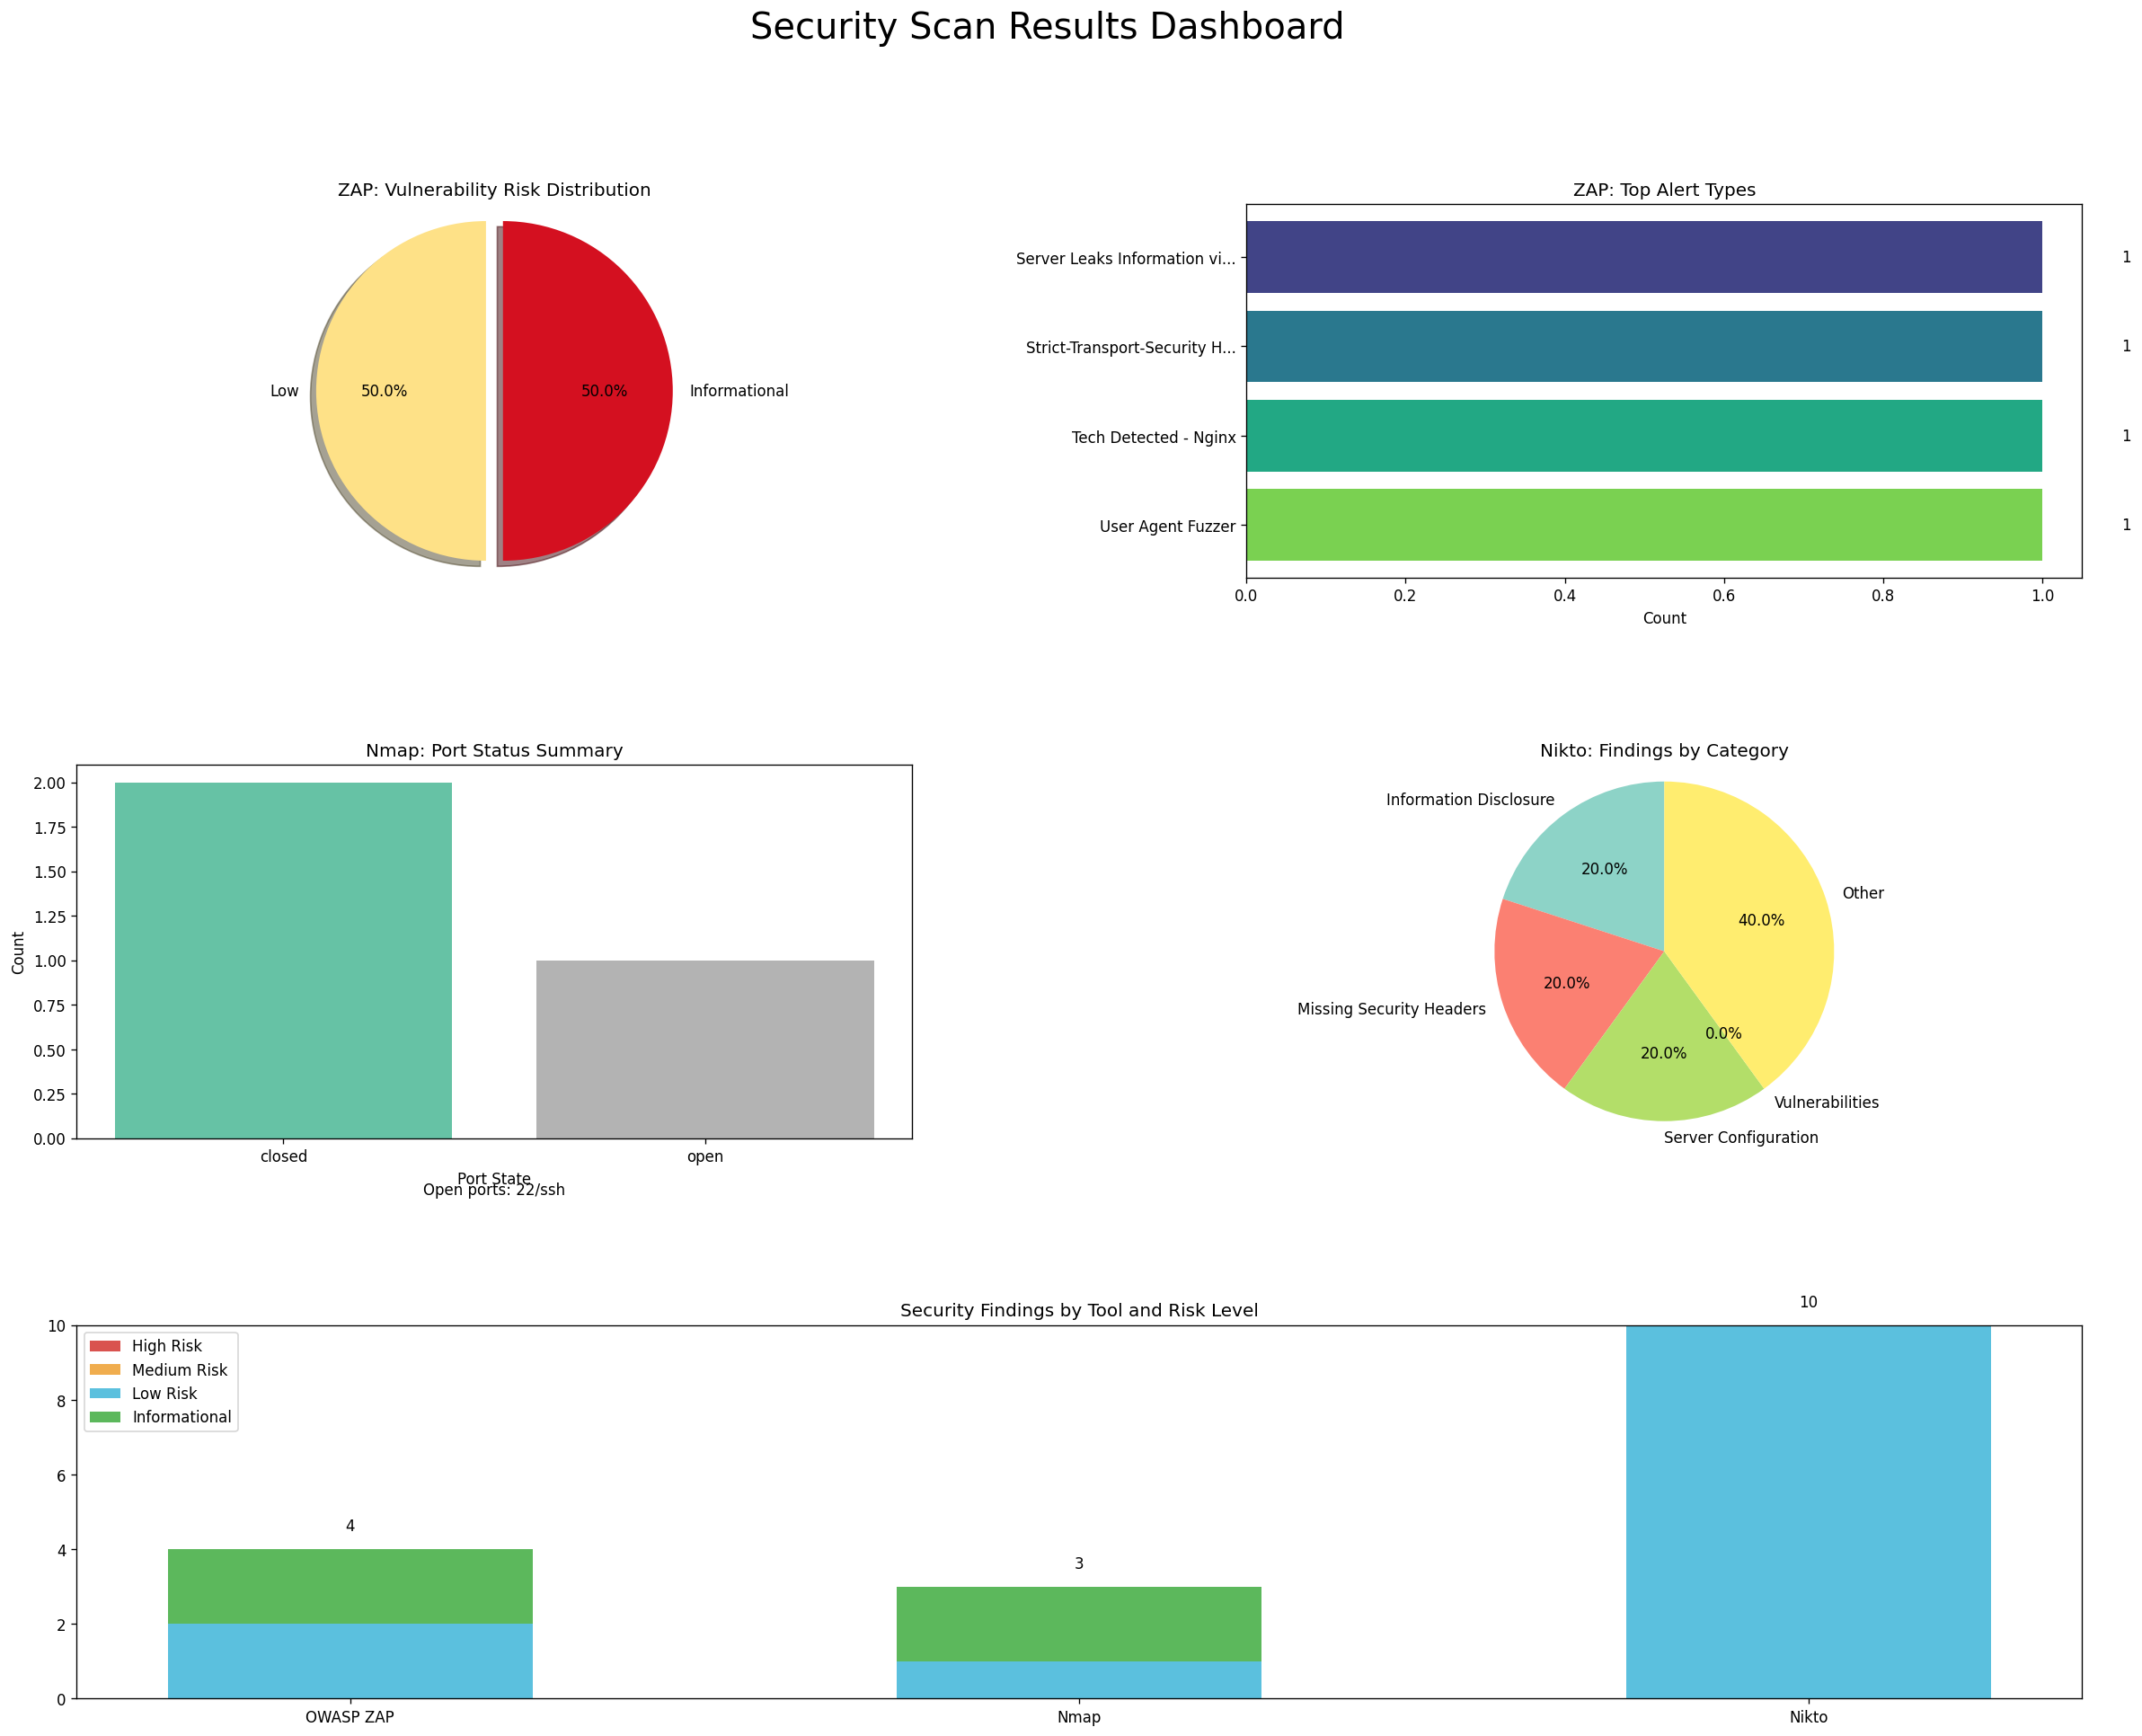 Security Scan Results Dashboard
ZAP: Vulnerability Risk Distribution
Low
50.0%
50.0%
Informational
ZAP: Top Alert Types
Server Leaks Information vi...
1
Strict-Transport-Security H...
1
Tech Detected - Nginx
1
User Agent Fuzzer
1
0.0 0.2 0.4 0.6 0.8 1.0
Count
Nmap: Port Status Summary
2.00
1.75
1.50
1.25
1.00
0.75
0.50
0.25
0.00
Count
closed open
Port State
Open ports: 22/ssh
Nikto: Findings by Category
Information Disclosure
20.0%
Other
40.0%
Missing Security Headers
20.0%
0.0%
20.0%
Vulnerabilities
Server Configuration
Security Findings by Tool and Risk Level
10
10
8
6
4
2
0
High Risk
Medium Risk
Low Risk
Informational
4
3
OWASP ZAP Nmap Nikto